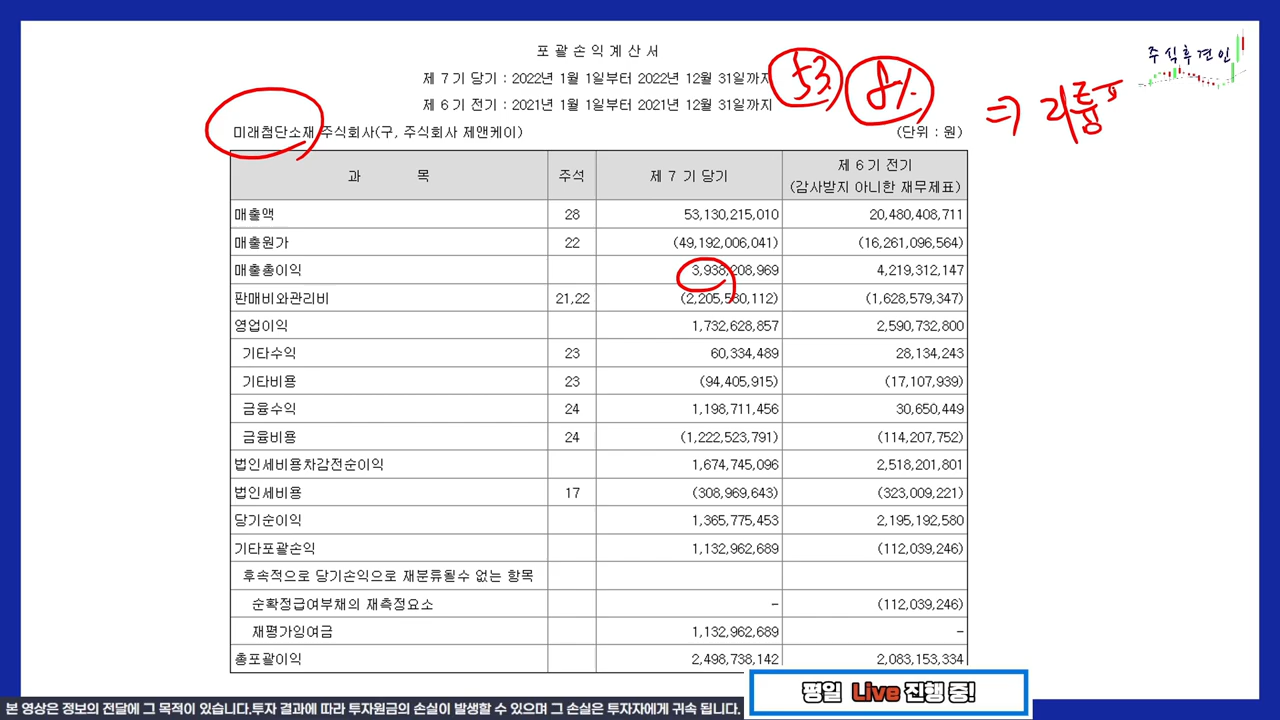 포 괄 손 익 계 산 서
제 7 기 당기 : 2022년 1월 1일부터 2022년 12월 31일까지
제 6 기 전기 : 2021년 1월 1일부터 2021년 12월 31일까지
53
8%
⇒ 리튬
주식후견인
미래첨단소재 주식회사(구, 주식회사 제앤케이) (단위 : 원)
과 목 주석 제 7 기 당기 제 6 기 전기
(감사받지 아니한 재무제표)
매출액 28 53,130,215,010 20,480,408,711
매출원가 22 (49,192,006,041) (16,261,096,564)
매출총이익 3,938,208,969 4,219,312,147
판매비와관리비 21,22 (2,205,580,112) (1,628,579,347)
영업이익 1,732,628,857 2,590,732,800
기타수익 23 60,334,489 28,134,243
기타비용 23 (94,405,915) (17,107,939)
금융수익 24 1,198,711,456 30,650,449
금융비용 24 (1,222,523,791) (114,207,752)
법인세비용차감전순이익 1,674,745,096 2,518,201,801
법인세비용 17 (308,969,643) (323,009,221)
당기순이익 1,365,775,453 2,195,192,580
기타포괄손익 1,132,962,689 (112,039,246)
후속적으로 당기손익으로 재분류될수 없는 항목
순확정급여부채의 재측정요소 - (112,039,246)
재평가잉여금 1,132,962,689 -
총포괄이익 2,498,738,142 2,083,153,334
평일 Live 진행 중!
본 영상은 정보의 전달에 그 목적이 있습니다.투자 결과에 따라 투자원금의 손실이 발생할 수 있으며 그 손실은 투자자에게 귀속 됩니다.